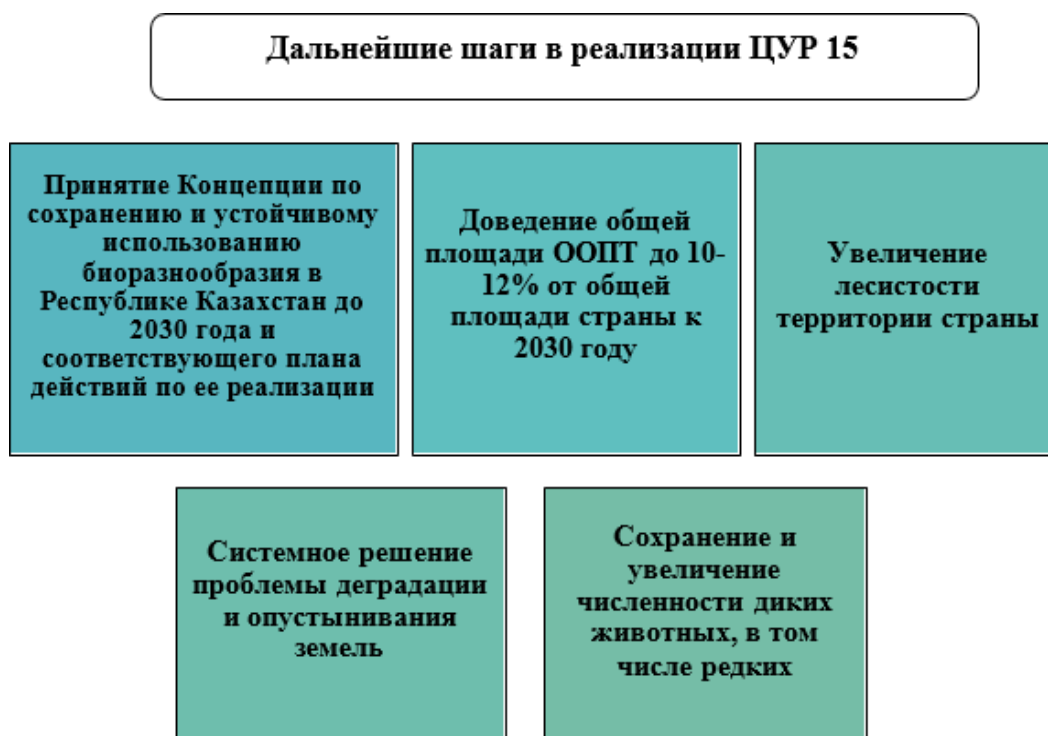 Дальнейшие шаги в реализации ЦУР 15
Принятие Концепции по
сохранению и устойчивому
использованию
биоразнообразия в
Республике Казахстан до
2030 года и
соответствующего плана
действий по ее реализации
Доведение общей
площади ООПТ до 10-
12% от общей
площади страны к
2030 году
Увеличение
лесистости
территории страны
Системное решение
проблемы деградации
и опустынивания
земель
Сохранение и
увеличение
численности диких
животных, в том
числе редких